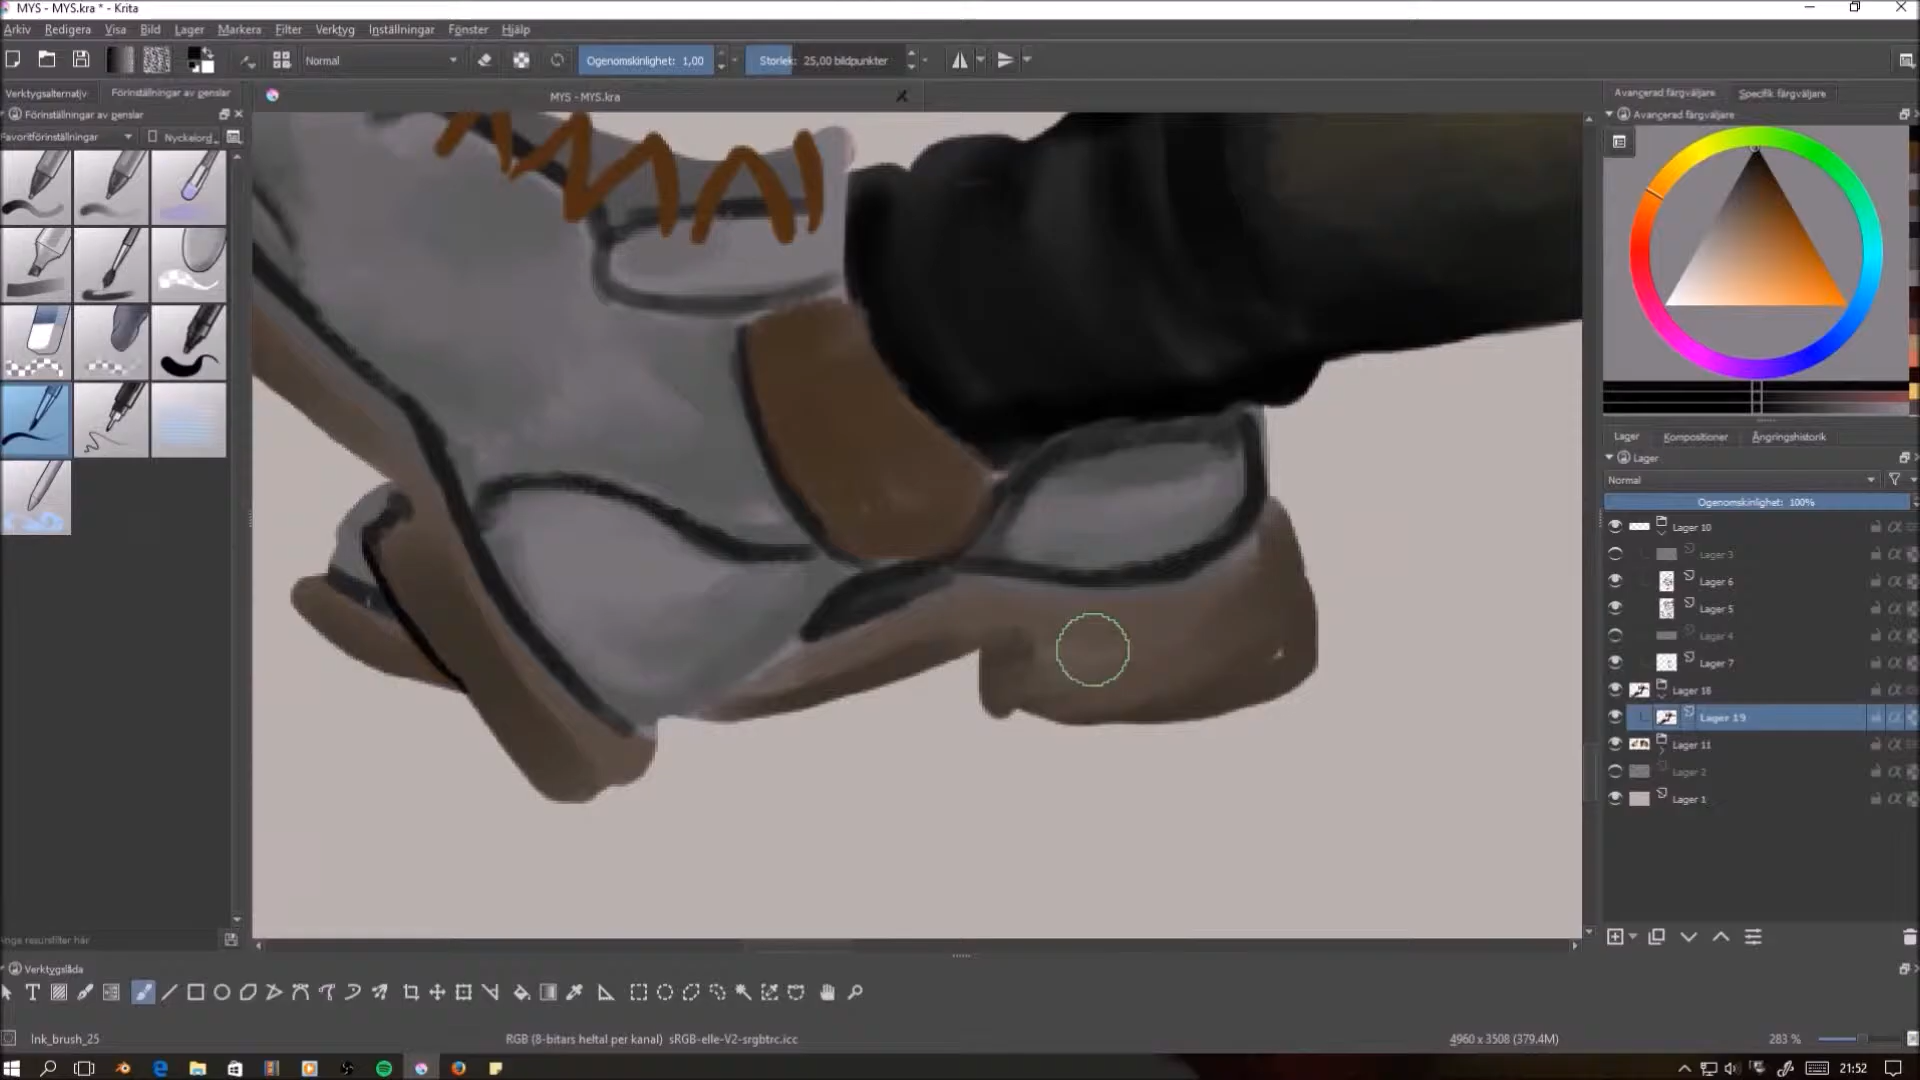 MYS - MYS.kra * - Krita
Arkiv Redigera Visa Bild Lager Markera Filter Verktyg Inställningar Fönster Hjälp
Normal Ogenomskinlighet: 1,00 Storlek: 25,00 bildpunkter
Verktygsalternativ Förinställningar av penslar
MYS - MYS.kra
Avancerad färgväljare Specifik färgväljare
Förinställningar av penslar
Avancerad färgväljare
Favoritförinställningar Nyckelord
Lager Kompositioner Ångringshistorik
Lager
Normal
Ogenomskinlighet: 100%
Lager 10
Lager 3
Lager 6
Lager 5
Lager 4
Lager 7
Lager 18
Lager 19
Lager 11
Lager 2
Lager 1
Ange resursfilter här
Verktygslåda
Ink_brush_25
RGB (8-bitars heltal per kanal) sRGB-elle-V2-srgbtrc.icc
4960 x 3508 (379.4M)
283 %
21:52